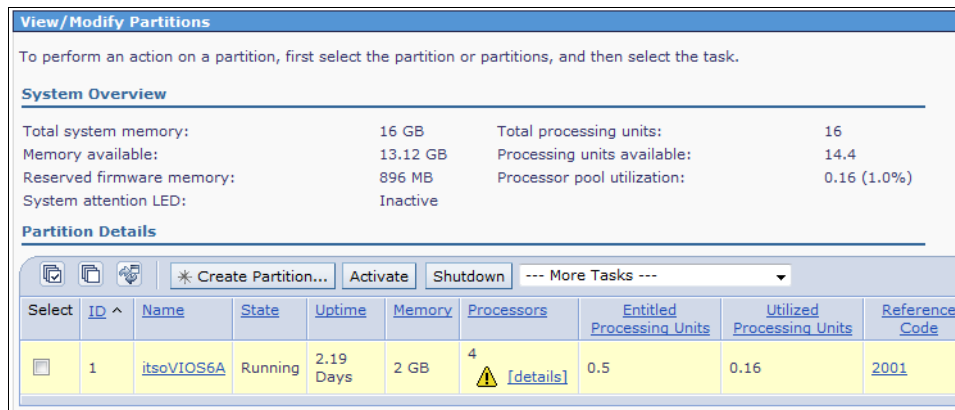 View/Modify Partitions
To perform an action on a partition, first select the partition or partitions, and then select the task.
System Overview
Total system memory: 16 GB Total processing units: 16
Memory available: 13.12 GB Processing units available: 14.4
Reserved firmware memory: 896 MB Processor pool utilization: 0.16 (1.0%)
System attention LED: Inactive
Partition Details
Create Partition... Activate Shutdown --- More Tasks ---
Select ID ^ Name State Uptime Memory Processors Entitled Processing Units Utilized Processing Units Reference Code
1 itsoVIOS6A Running 2.19 Days 2 GB 4 [details] 0.5 0.16 2001